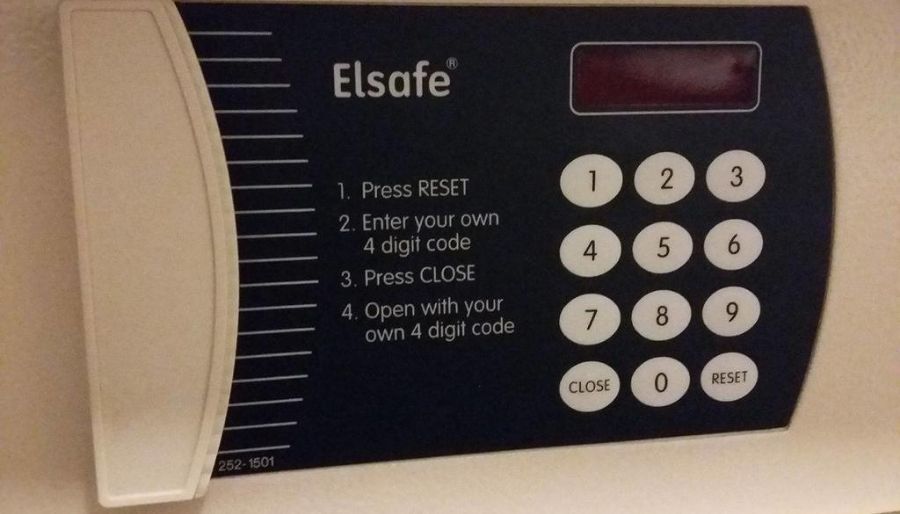 Elsafe®
1. Press RESET
2. Enter your own
4 digit code
3. Press CLOSE
4. Open with your
own 4 digit code
1 2 3
4 5 6
7 8 9
CLOSE 0 RESET
252-1501